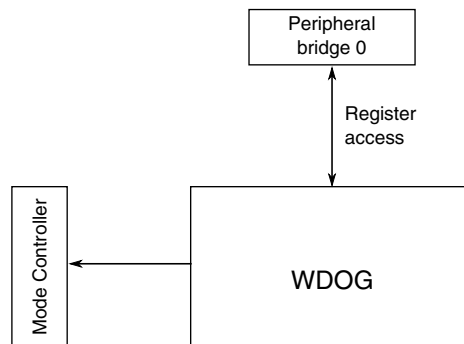 Peripheral
bridge 0
Register
access
Mode Controller
WDOG